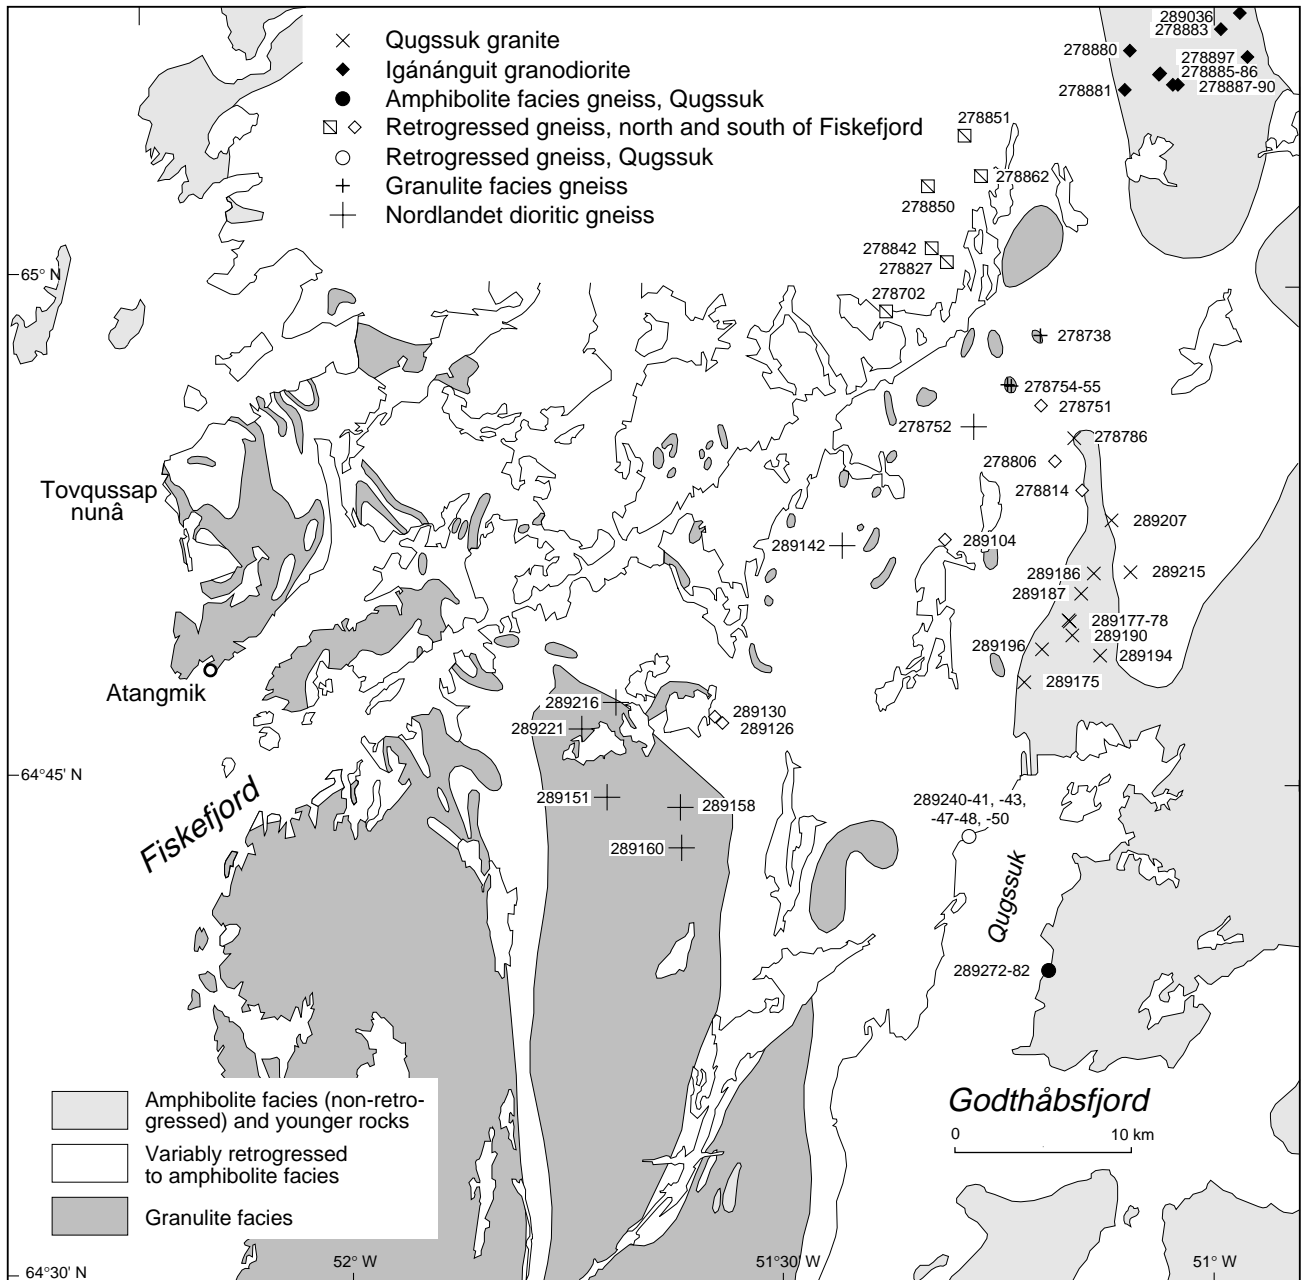 Qugssuk granite
Igánánguit granodiorite
Amphibolite facies gneiss, Qugssuk
Retrogressed gneiss, north and south of Fiskefjord
Retrogressed gneiss, Qugssuk
Granulite facies gneiss
Nordlandet dioritic gneiss
289036
278883
278880
278897
278885-86
278881
278887-90
278851
278862
278850
278842
278827
65° N
278702
278738
278754-55
278751
278752
278786
278806
278814
Tovqussap
nunâ
289207
289142
289104
289186
289215
289187
289177-78
289190
289196
289194
289175
Atangmik
289216
289130
289221
289126
64°45' N
289151
289158
289240-41, -43,
-47-48, -50
289160
Fiskefjord
Qugssuk
289272-82
Amphibolite facies (non-retro-
gressed) and younger rocks
Variably retrogressed
to amphibolite facies
Granulite facies
Godthåbsfjord
0
10 km
52° W
51°30' W
51° W
64°30' N